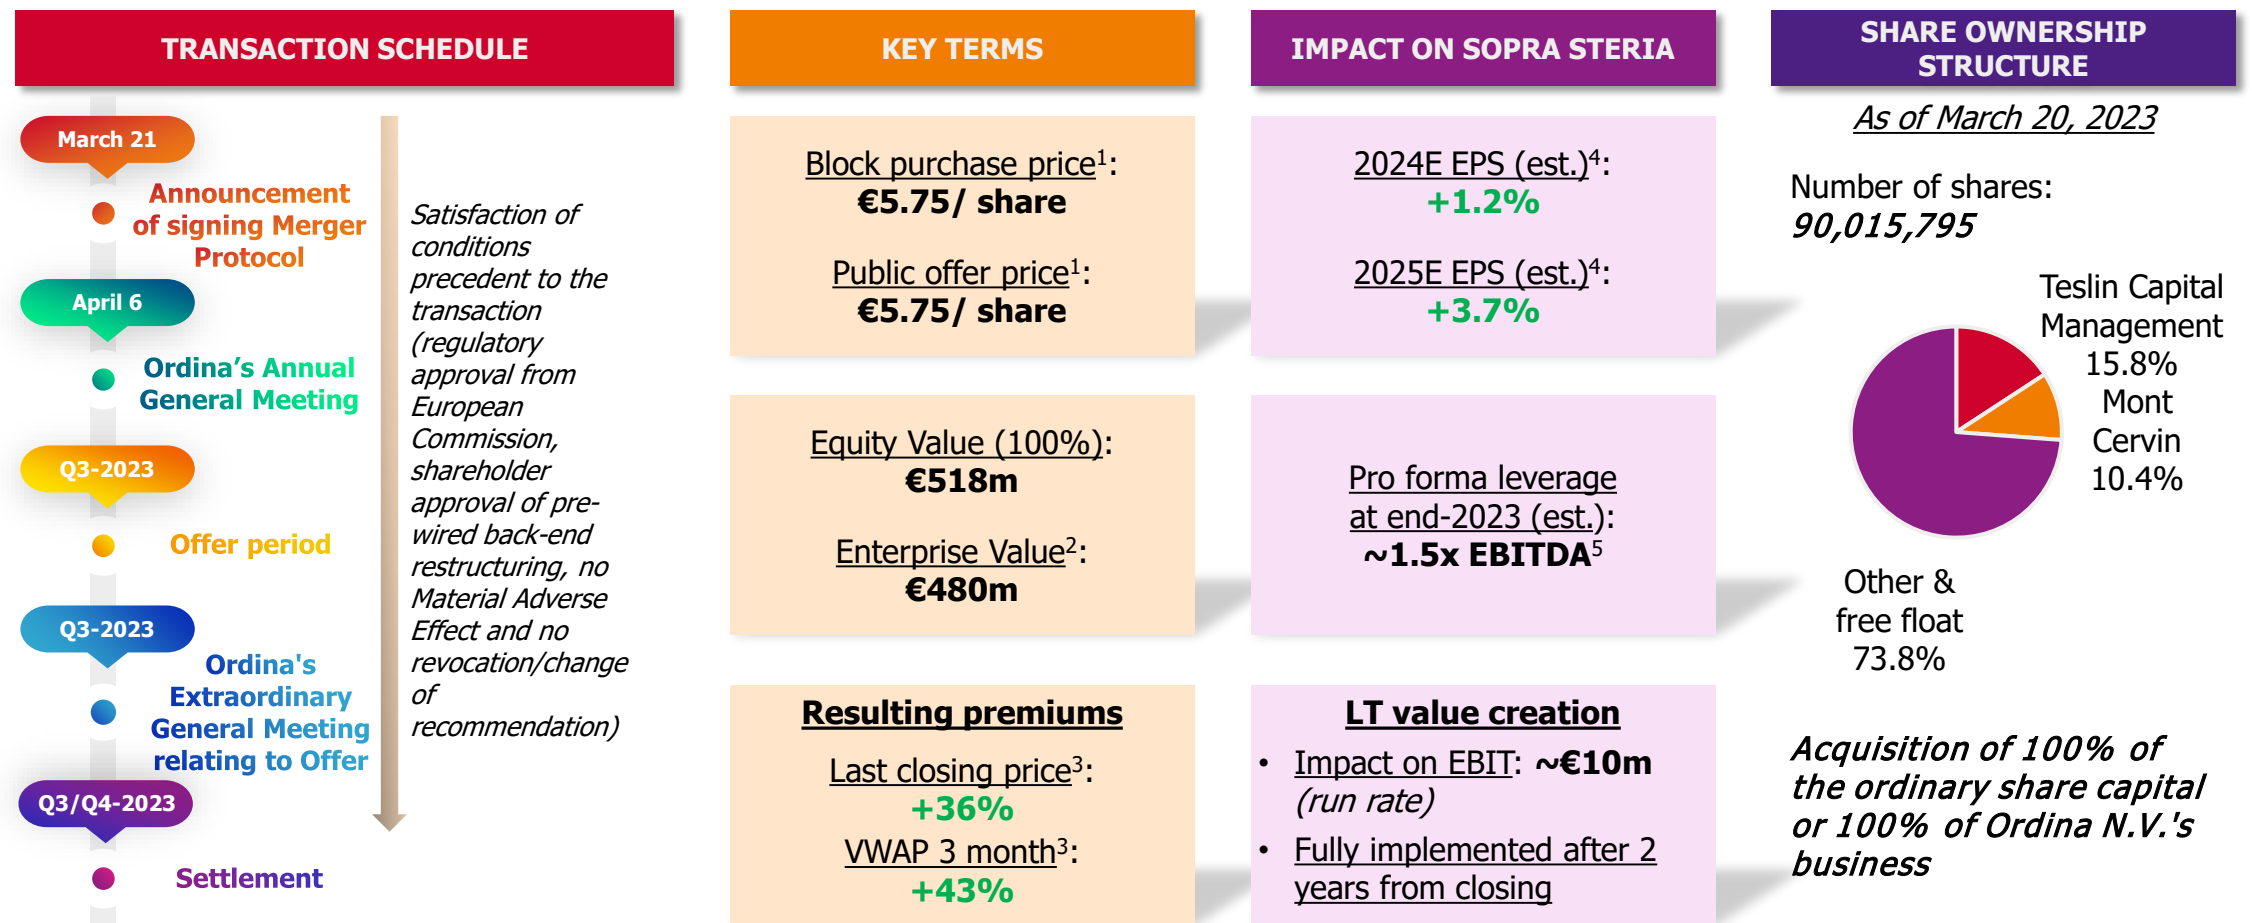 TRANSACTION SCHEDULE
March 21
Announcement
of signing Merger
Protocol
April 6
Ordina’s Annual
General Meeting
Q3-2023
Offer period
Q3-2023
Ordina's
Extraordinary
General Meeting
relating to Offer
Q3/Q4-2023
Settlement
Satisfaction of
conditions
precedent to the
transaction
(regulatory
approval from
European
Commission,
shareholder
approval of pre-
wired back-end
restructuring, no
Material Adverse
Effect and no
revocation/change
of
recommendation)
KEY TERMS
Block purchase price¹:
€5.75/ share
Public offer price¹:
€5.75/ share
Equity Value (100%):
€518m
Enterprise Value²:
€480m
Resulting premiums
Last closing price³:
+36%
VWAP 3 month³:
+43%
IMPACT ON SOPRA STERIA
2024E EPS (est.)⁴:
+1.2%
2025E EPS (est.)⁴:
+3.7%
Pro forma leverage
at end-2023 (est.):
~1.5x EBITDA⁵
LT value creation
• Impact on EBIT: ~€10m
(run rate)
• Fully implemented after 2
years from closing
SHARE OWNERSHIP
STRUCTURE
As of March 20, 2023
Number of shares:
90,015,795
Teslin Capital
Management
15.8%
Mont
Cervin
10.4%
Other &
free float
73.8%
Acquisition of 100% of
the ordinary share capital
or 100% of Ordina N.V.'s
business